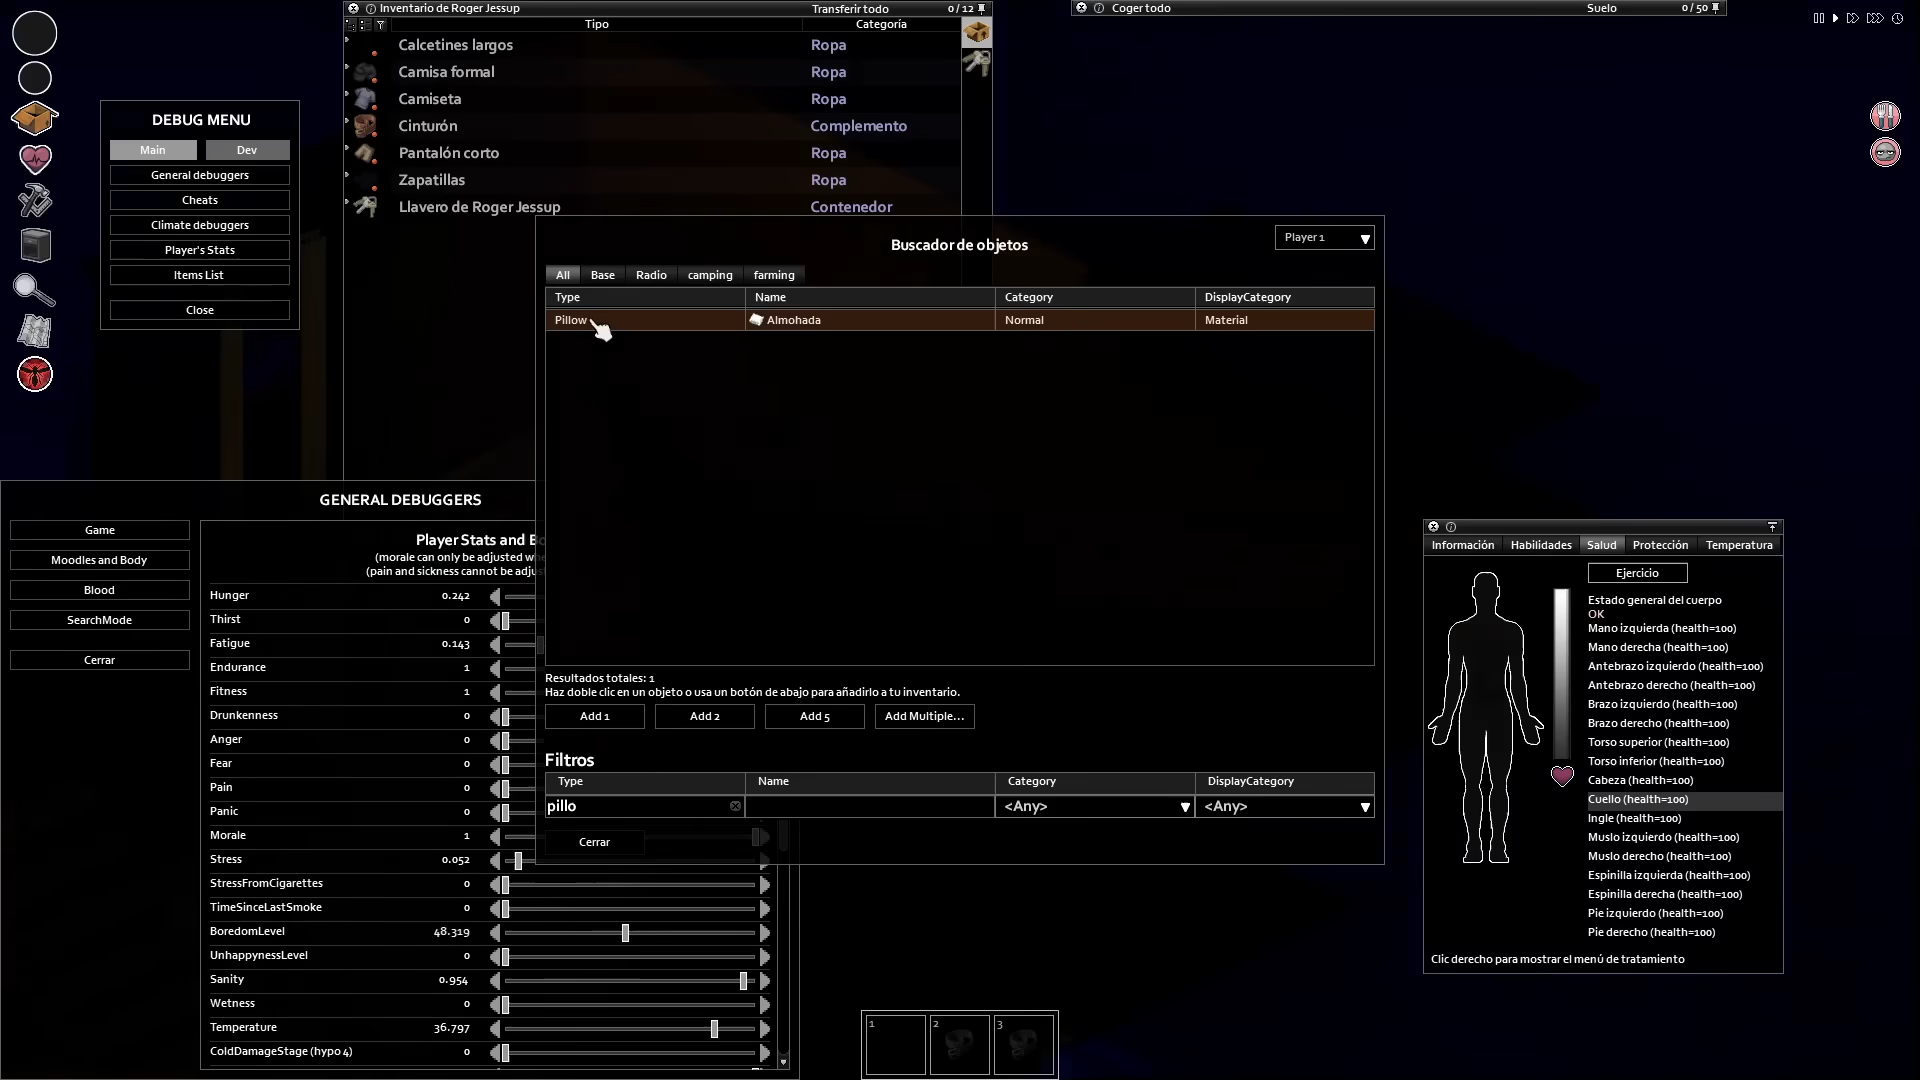 Inventario de Roger Jessup Transferir todo 0 / 12
Tipo Categoría
Calcetines largos Ropa
Camisa formal Ropa
Camiseta Ropa
Cinturón Complemento
Pantalón corto Ropa
Zapatillas Ropa
Llavero de Roger Jessup Contenedor
Coger todo Suelo 0 / 50
DEBUG MENU
Main Dev
General debuggers
Cheats
Climate debuggers
Player's Stats
Items List
Close
Buscador de objetos
Player 1
All Base Radio camping farming
Type Name Category DisplayCategory
Pillow Almohada Normal Material
Resultados totales: 1
Haz doble clic en un objeto o usa un botón de abajo para añadirlo a tu inventario.
Add 1 Add 2 Add 5 Add Multiple...
Filtros
Type Name Category DisplayCategory
pillo <Any> <Any>
Cerrar
GENERAL DEBUGGERS
Game
Moodles and Body
Blood
SearchMode
Cerrar
Player Stats and Bo
(morale can only be adjusted wh
(pain and sickness cannot be adjus
Hunger 0.242
Thirst 0
Fatigue 0.143
Endurance 1
Fitness 1
Drunkenness 0
Anger 0
Fear 0
Pain 0
Panic 0
Morale 1
Stress 0.052
StressFromCigarettes 0
TimeSinceLastSmoke 0
BoredomLevel 48.319
UnhappynessLevel 0
Sanity 0.954
Wetness 0
Temperature 36.797
ColdDamageStage (hypo 4) 0
1 2 3
Información Habilidades Salud Protección Temperatura
Ejercicio
Estado general del cuerpo
OK
Mano izquierda (health=100)
Mano derecha (health=100)
Antebrazo izquierdo (health=100)
Antebrazo derecho (health=100)
Brazo izquierdo (health=100)
Brazo derecho (health=100)
Torso superior (health=100)
Torso inferior (health=100)
Cabeza (health=100)
Cuello (health=100)
Ingle (health=100)
Muslo izquierdo (health=100)
Muslo derecho (health=100)
Espinilla izquierda (health=100)
Espinilla derecha (health=100)
Pie izquierdo (health=100)
Pie derecho (health=100)
Clic derecho para mostrar el menú de tratamiento